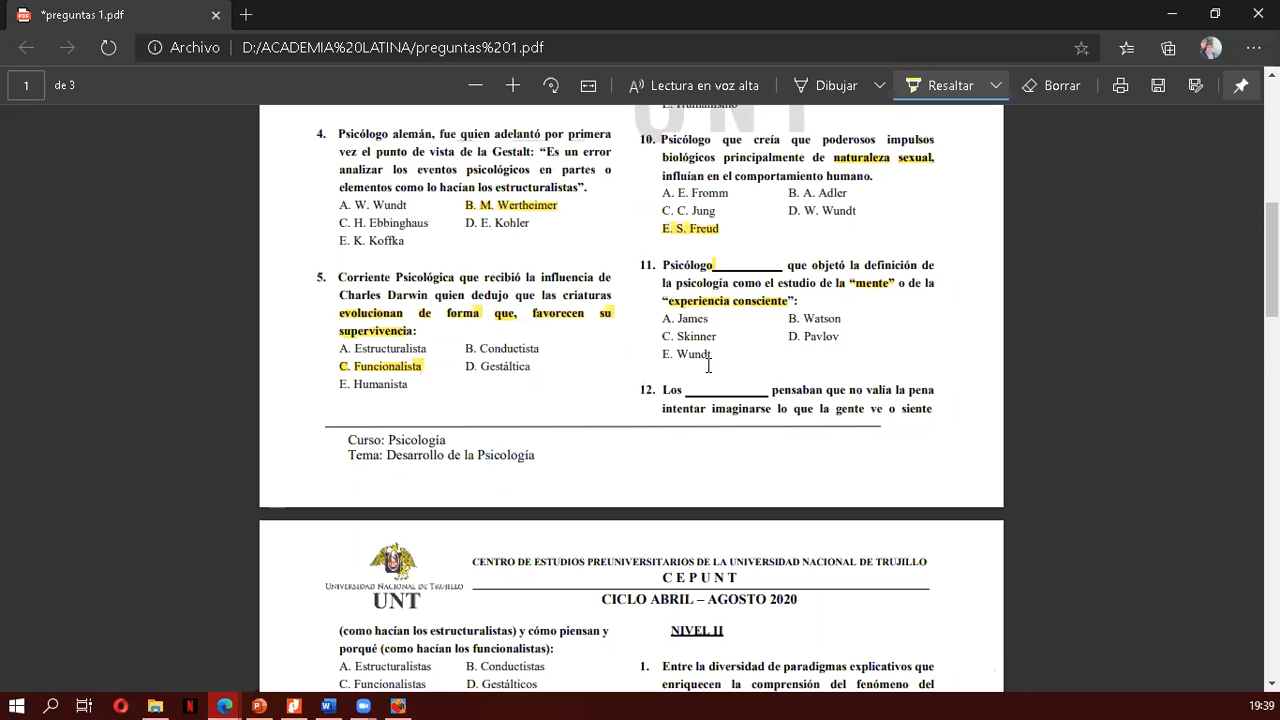 *preguntas 1.pdf
Archivo
D:/ACADEMIA%20LATINA/preguntas%201.pdf
1
de 3
Lectura en voz alta
Dibujar
Resaltar
Borrar
UNT
4. Psicólogo alemán, fue quien adelantó por primera
vez el punto de vista de la Gestalt: “Es un error
analizar los eventos psicológicos en partes o
elementos como lo hacían los estructuralistas”.
A. W. Wundt B. M. Wertheimer
C. H. Ebbinghaus D. E. Kohler
E. K. Koffka
5. Corriente Psicológica que recibió la influencia de
Charles Darwin quien dedujo que las criaturas
evolucionan de forma que, favorecen su
supervivencia:
A. Estructuralista B. Conductista
C. Funcionalista D. Gestáltica
E. Humanista
E. Humanismo
10. Psicólogo que creía que poderosos impulsos
biológicos principalmente de naturaleza sexual,
influían en el comportamiento humano.
A. E. Fromm B. A. Adler
C. C. Jung D. W. Wundt
E. S. Freud
11. Psicólogo__________ que objetó la definición de
la psicología como el estudio de la “mente” o de la
“experiencia consciente”:
A. James B. Watson
C. Skinner D. Pavlov
E. Wundt
12. Los ____________ pensaban que no valía la pena
intentar imaginarse lo que la gente ve o siente
Curso: Psicología
Tema: Desarrollo de la Psicología
UNIVERSIDAD NACIONAL DE TRUJILLO
UNT
CENTRO DE ESTUDIOS PREUNIVERSITARIOS DE LA UNIVERSIDAD NACIONAL DE TRUJILLO
C E P U N T
CICLO ABRIL – AGOSTO 2020
(como hacían los estructuralistas) y cómo piensan y
porqué (como hacían los funcionalistas):
A. Estructuralistas B. Conductistas
C. Funcionalistas D. Gestálticos
NIVEL II
1. Entre la diversidad de paradigmas explicativos que
enriquecen la comprensión del fenómeno del
19:39